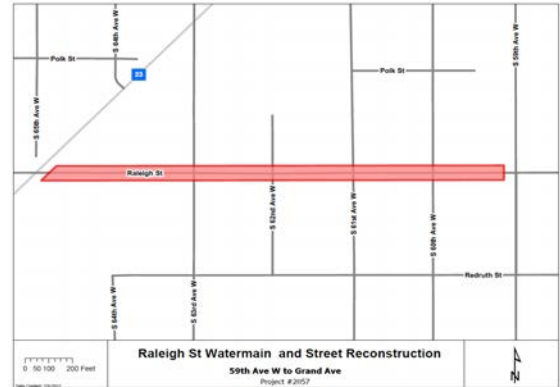 S 64th Ave W
S 59th Ave W
Polk St
Polk St
23
S 65th Ave W
Raleigh St
S 62nd Ave W
S 61st Ave W
S 60th Ave W
Redruth St
S 64th Ave W
S 63rd Ave W
Raleigh St Watermain and Street Reconstruction
59th Ave W to Grand Ave
Project #2057
0 50 100 200 Feet
N